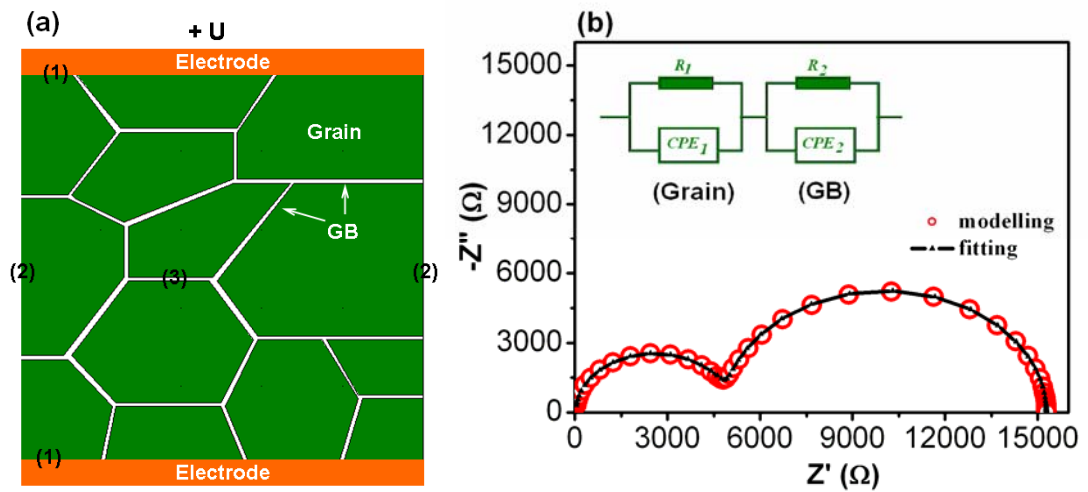 (a)
+ U
Electrode
(1)
Grain
GB
(2)
(3)
(2)
(1)
Electrode
(b)
15000
12000
9000
6000
3000
0
-Z'' (Ω)
R1
CPE1
(Grain)
R2
CPE2
(GB)
modelling
fitting
0 3000 6000 9000 12000 15000
Z' (Ω)